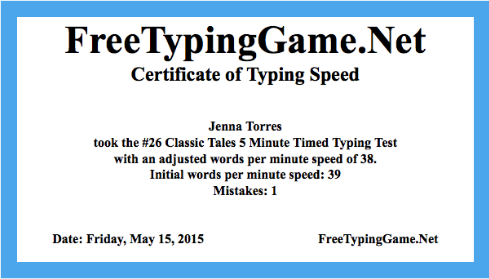 FreeTypingGame.Net
Certificate of Typing Speed
Jenna Torres
took the #26 Classic Tales 5 Minute Timed Typing Test
with an adjusted words per minute speed of 38.
Initial words per minute speed: 39
Mistakes: 1
Date: Friday, May 15, 2015 FreeTypingGame.Net